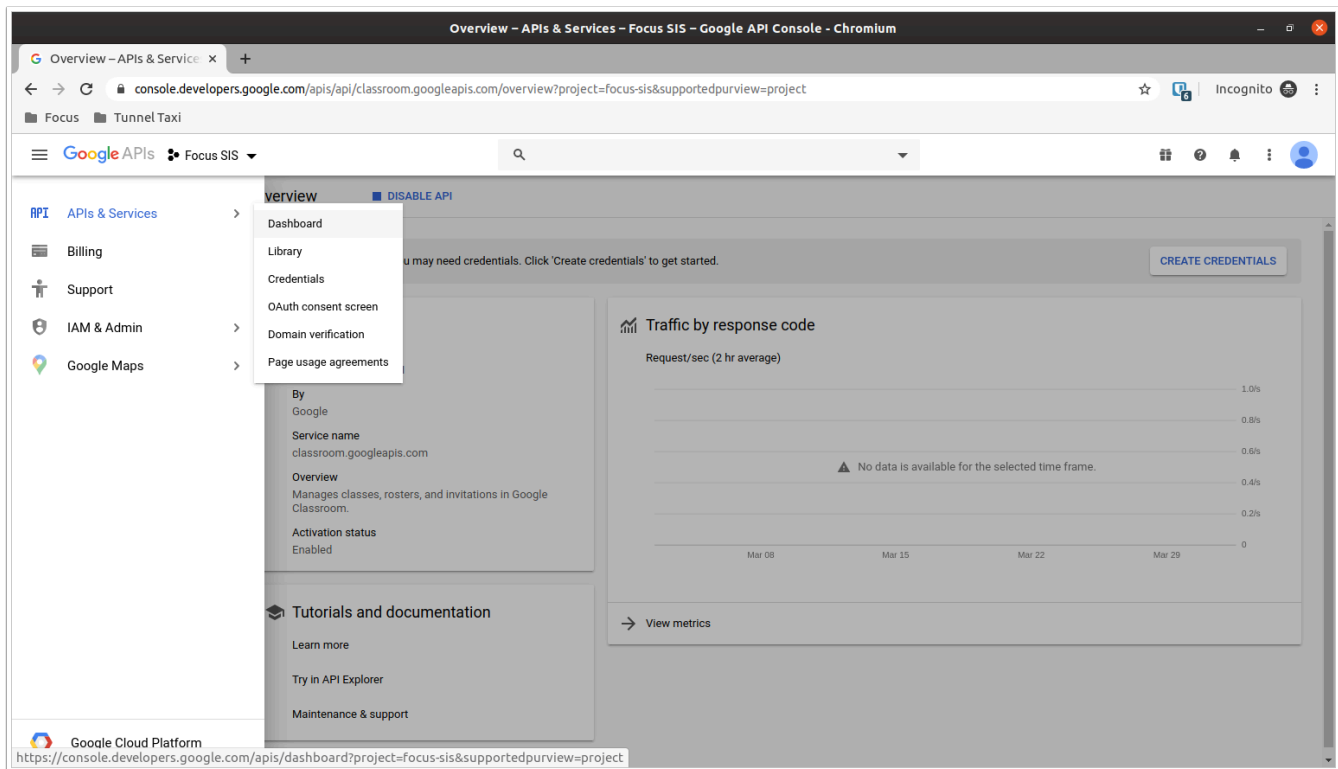 Overview – APIs & Services – Focus SIS – Google API Console - Chromium
G Overview – APIs & Service
console.developers.google.com/apis/api/classroom.googleapis.com/overview?project=focus-sis&supportedpurview=project
6
Incognito
Focus
Tunnel Taxi
Google APIs
Focus SIS
verview
DISABLE API
API APIs & Services
Billing
Support
IAM & Admin
Google Maps
Dashboard
Library
Credentials
OAuth consent screen
Domain verification
Page usage agreements
u may need credentials. Click 'Create credentials' to get started.
CREATE CREDENTIALS
By
Google
Service name
classroom.googleapis.com
Overview
Manages classes, rosters, and invitations in Google
Classroom.
Activation status
Enabled
Tutorials and documentation
Learn more
Try in API Explorer
Maintenance & support
Traffic by response code
Request/sec (2 hr average)
1.0/s
0.8/s
0.6/s
No data is available for the selected time frame.
0.4/s
0.2/s
0
Mar 08
Mar 15
Mar 22
Mar 29
View metrics
Google Cloud Platform
https://console.developers.google.com/apis/dashboard?project=focus-sis&supportedpurview=project